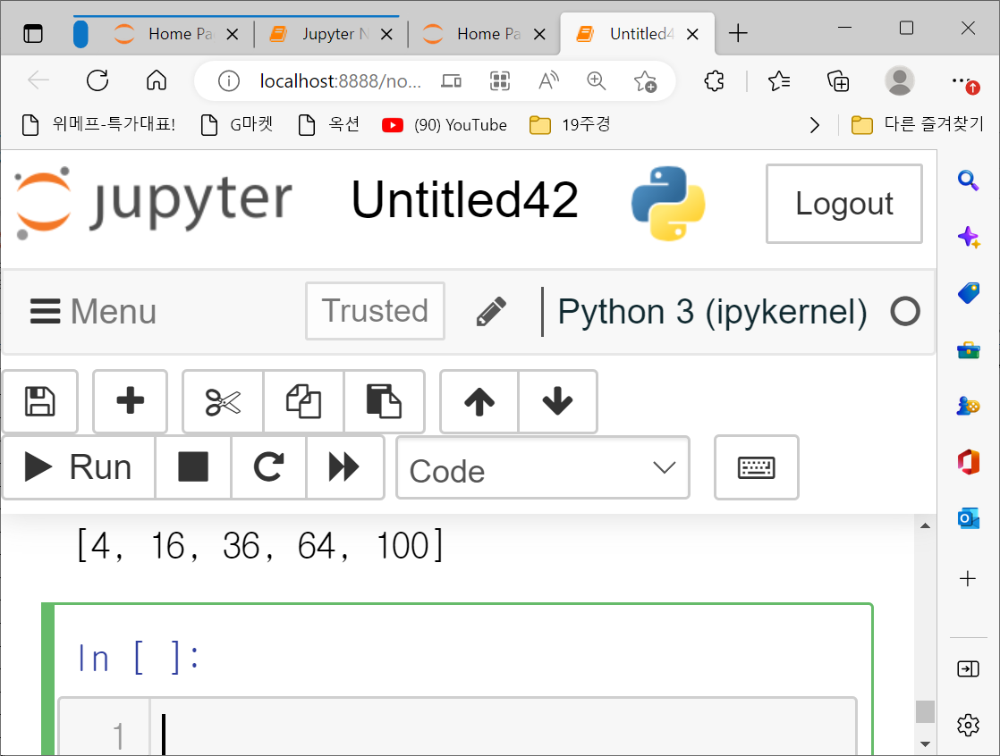 Home Pa
Jupyter N
Home Pa
Untitled4
localhost:8888/no...
위메프-특가대표!
G마켓
옥션
(90) YouTube
19주경
다른 즐겨찾기
jupyter
Untitled42
Logout
Menu
Trusted
Python 3 (ipykernel)
Run
Code
[4, 16, 36, 64, 100]
In [ ]:
1